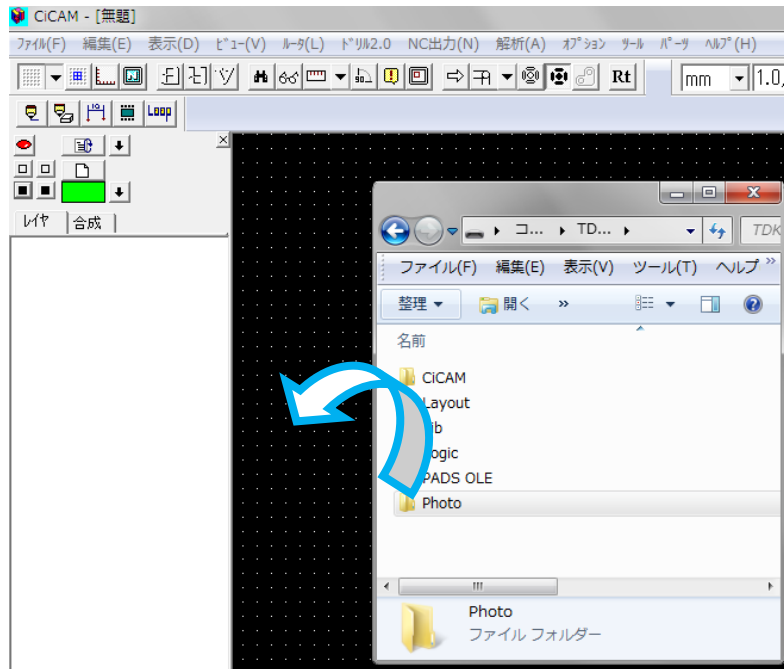 CiCAM - [無題]
ﾌｧｲﾙ(F) 編集(E) 表示(D) ﾋﾞｭｰ(V) ﾙｰﾀ(L) ﾄﾞﾘﾙ2.0 NC出力(N) 解析(A) ｵﾌﾟｼｮﾝ ﾂｰﾙ ﾊﾟｰﾂ ﾍﾙﾌﾟ(H)
Rt mm 1.0,
Loop
レイヤ 合成
コ... TD... TDK
ファイル(F) 編集(E) 表示(V) ツール(T) ヘルプ »
整理 開く »
名前
CiCAM
Layout
PADS OLE
Photo
Photo
ファイル フォルダー